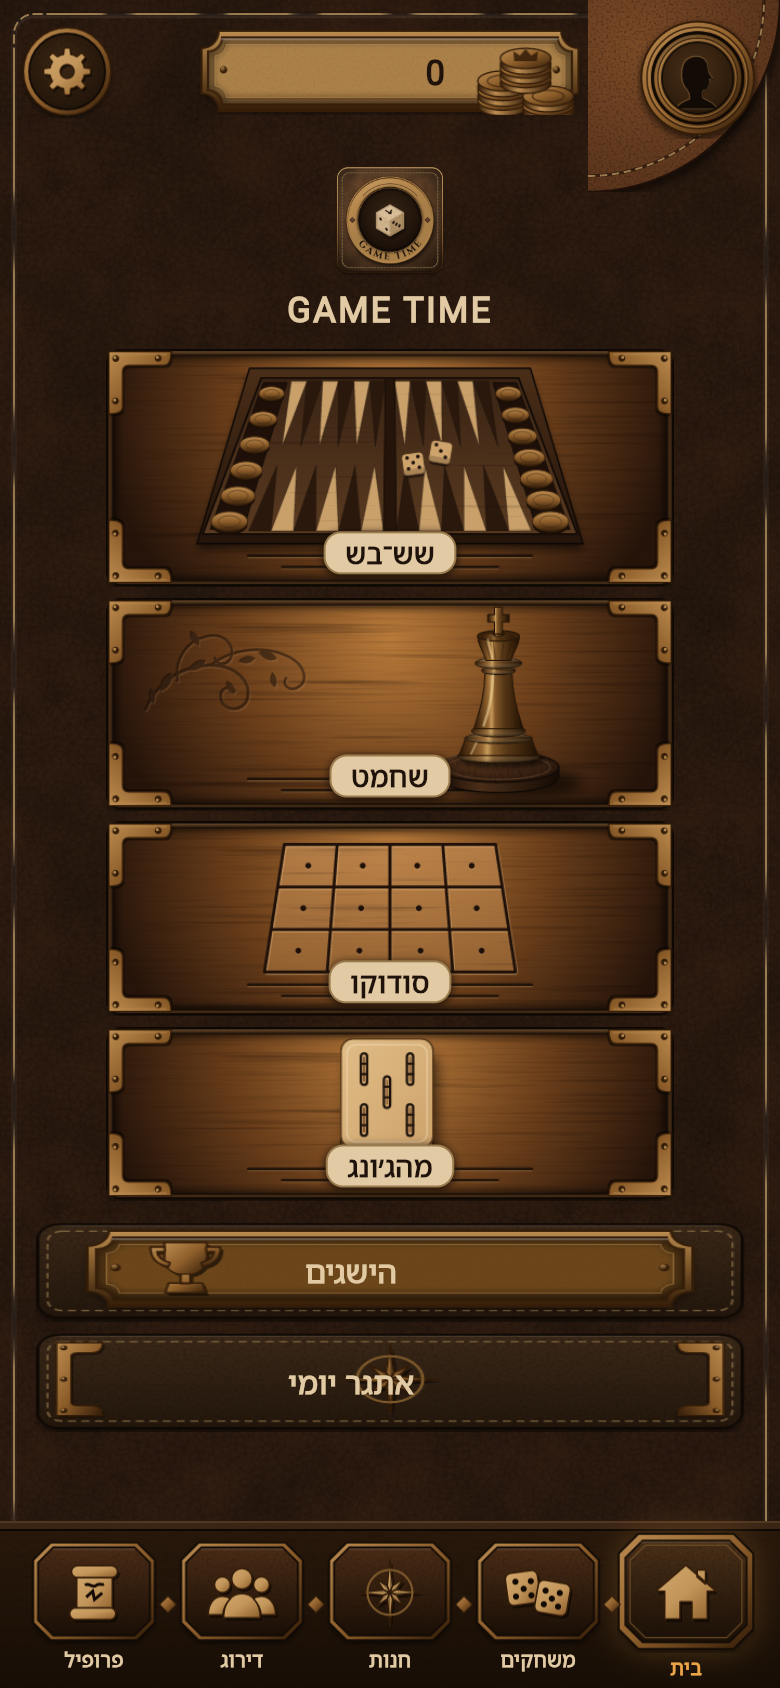 0
GAME TIME
GAME TIME
שש־בש
שחמט
סודוקו
מהג׳ונג
הישגים
אתגר יומי
בית
משחקים
חנות
דירוג
פרופיל